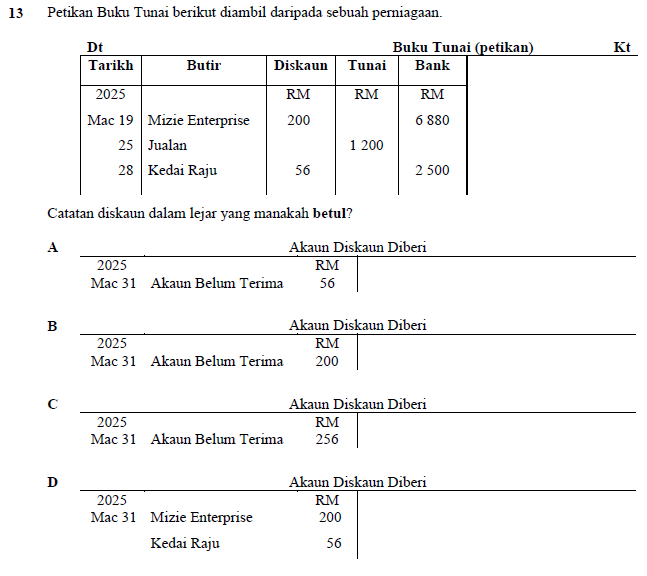 13 Petikan Buku Tunai berikut diambil daripada sebuah perniagaan.
Dt Buku Tunai (petikan) Kt
Tarikh Butir Diskaun Tunai Bank
2025 RM RM RM
Mac 19 Mizie Enterprise 200 6 880
25 Jualan 1 200
28 Kedai Raju 56 2 500
Catatan diskaun dalam lejar yang manakah betul?
A Akaun Diskaun Diberi
2025 RM
Mac 31 Akaun Belum Terima 56
B Akaun Diskaun Diberi
2025 RM
Mac 31 Akaun Belum Terima 200
C Akaun Diskaun Diberi
2025 RM
Mac 31 Akaun Belum Terima 256
D Akaun Diskaun Diberi
2025 RM
Mac 31 Mizie Enterprise 200
Kedai Raju 56